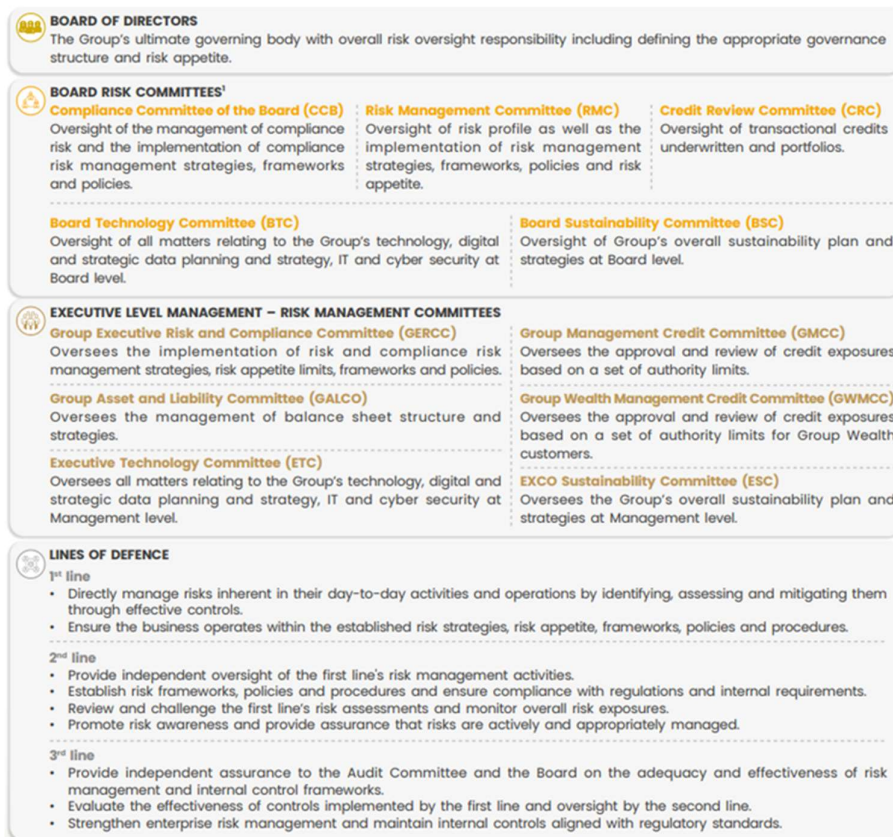 BOARD OF DIRECTORS
The Group's ultimate governing body with overall risk oversight responsibility including defining the appropriate governance
structure and risk appetite.
BOARD RISK COMMITTEES¹
Compliance Committee of the Board (CCB)
Oversight of the management of compliance
risk and the implementation of compliance
risk management strategies, frameworks
and policies.
Risk Management Committee (RMC)
Oversight of risk profile as well as the
implementation of risk management
strategies, frameworks, policies and risk
appetite.
Credit Review Committee (CRC)
Oversight of transactional credits
underwritten and portfolios.
Board Technology Committee (BTC)
Oversight of all matters relating to the Group's technology, digital
and strategic data planning and strategy, IT and cyber security at
Board level.
Board Sustainability Committee (BSC)
Oversight of Group's overall sustainability plan and
strategies at Board level.
EXECUTIVE LEVEL MANAGEMENT – RISK MANAGEMENT COMMITTEES
Group Executive Risk and Compliance Committee (GERCC)
Oversees the implementation of risk and compliance risk
management strategies, risk appetite limits, frameworks and policies.
Group Asset and Liability Committee (GALCO)
Oversees the management of balance sheet structure and
strategies.
Executive Technology Committee (ETC)
Oversees all matters relating to the Group's technology, digital and
strategic data planning and strategy, IT and cyber security at
Management level.
Group Management Credit Committee (GMCC)
Oversees the approval and review of credit exposures
based on a set of authority limits.
Group Wealth Management Credit Committee (GWMCC)
Oversees the approval and review of credit exposures
based on a set of authority limits for Group Wealth
customers.
EXCO Sustainability Committee (ESC)
Oversees the Group's overall sustainability plan and
strategies at Management level.
LINES OF DEFENCE
1st line
• Directly manage risks inherent in their day-to-day activities and operations by identifying, assessing and mitigating them
through effective controls.
• Ensure the business operates within the established risk strategies, risk appetite, frameworks, policies and procedures.
2nd line
• Provide independent oversight of the first line's risk management activities.
• Establish risk frameworks, policies and procedures and ensure compliance with regulations and internal requirements.
• Review and challenge the first line's risk assessments and monitor overall risk exposures.
• Promote risk awareness and provide assurance that risks are actively and appropriately managed.
3rd line
• Provide independent assurance to the Audit Committee and the Board on the adequacy and effectiveness of risk
management and internal control frameworks.
• Evaluate the effectiveness of controls implemented by the first line and oversight by the second line.
• Strengthen enterprise risk management and maintain internal controls aligned with regulatory standards.